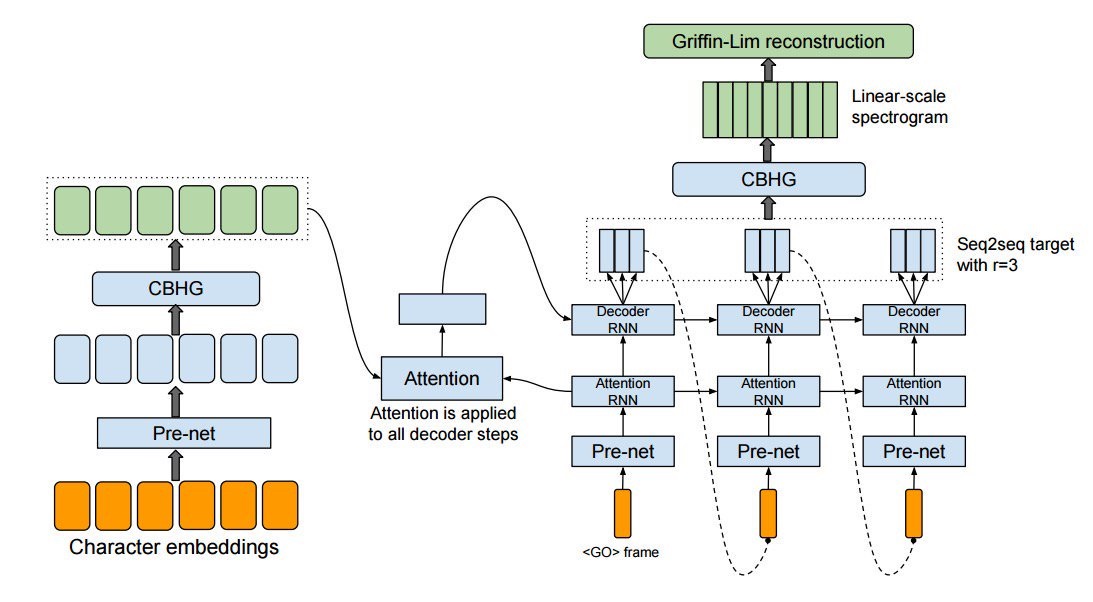 Griffin-Lim reconstruction
Linear-scale
spectrogram
CBHG
Seq2seq target
with r=3
CBHG
Decoder
RNN
Decoder
RNN
Decoder
RNN
Attention
Attention is applied
to all decoder steps
Attention
RNN
Attention
RNN
Attention
RNN
Pre-net
Pre-net
Pre-net
Pre-net
Character embeddings
<GO> frame